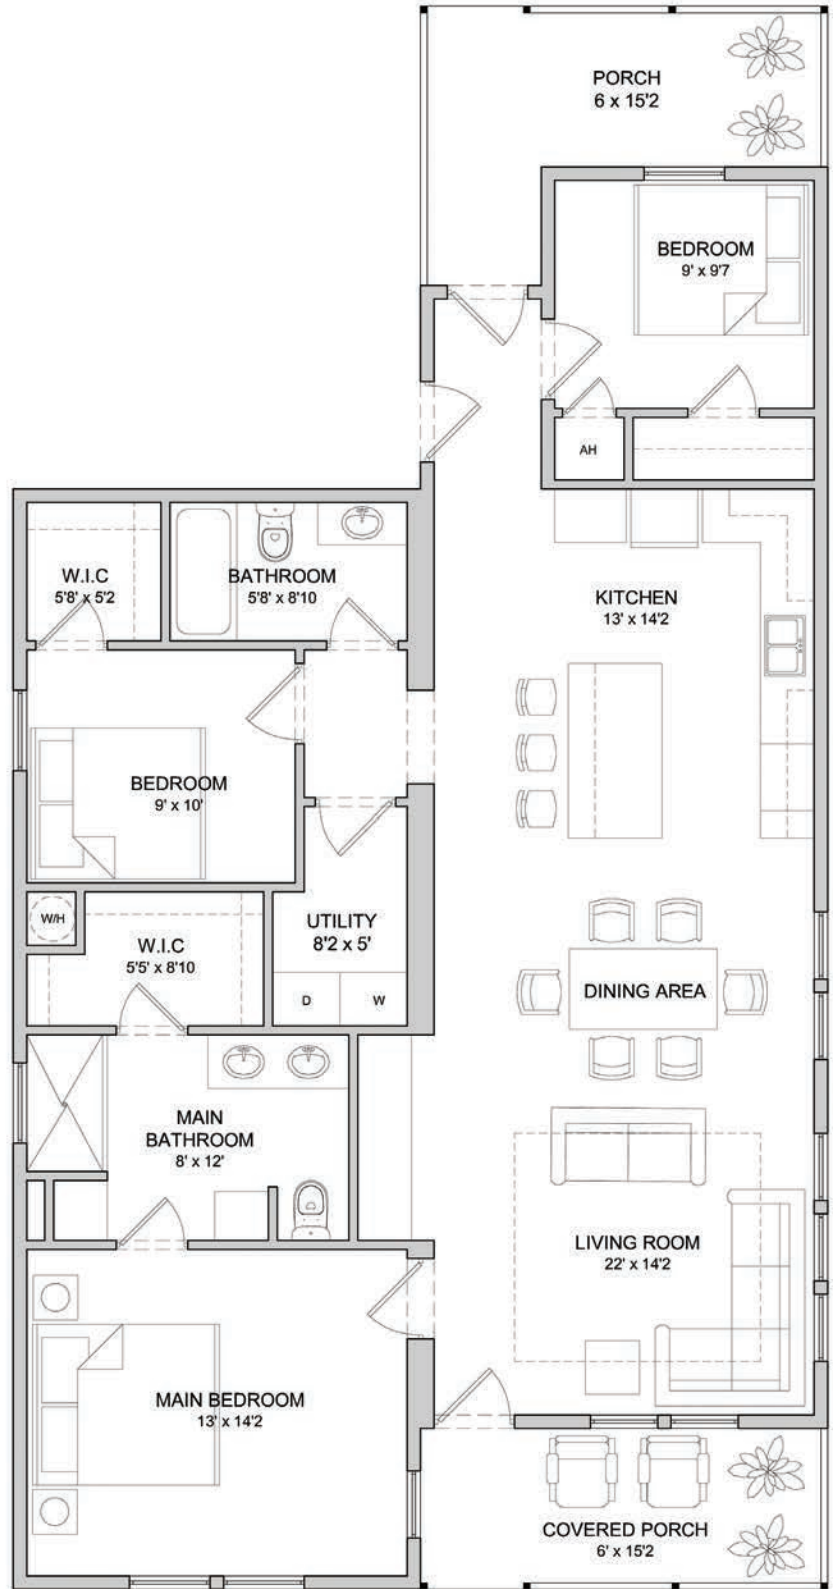 PORCH
6 x 15'2
BEDROOM
9' x 9'7
AH
W.I.C
5'8' x 5'2
BATHROOM
5'8' x 8'10
KITCHEN
13' x 14'2
BEDROOM
9' x 10'
W/H
W.I.C
5'5' x 8'10
UTILITY
8'2 x 5'
D
W
DINING AREA
MAIN
BATHROOM
8' x 12'
LIVING ROOM
22' x 14'2
MAIN BEDROOM
13' x 14'2
COVERED PORCH
6' x 15'2